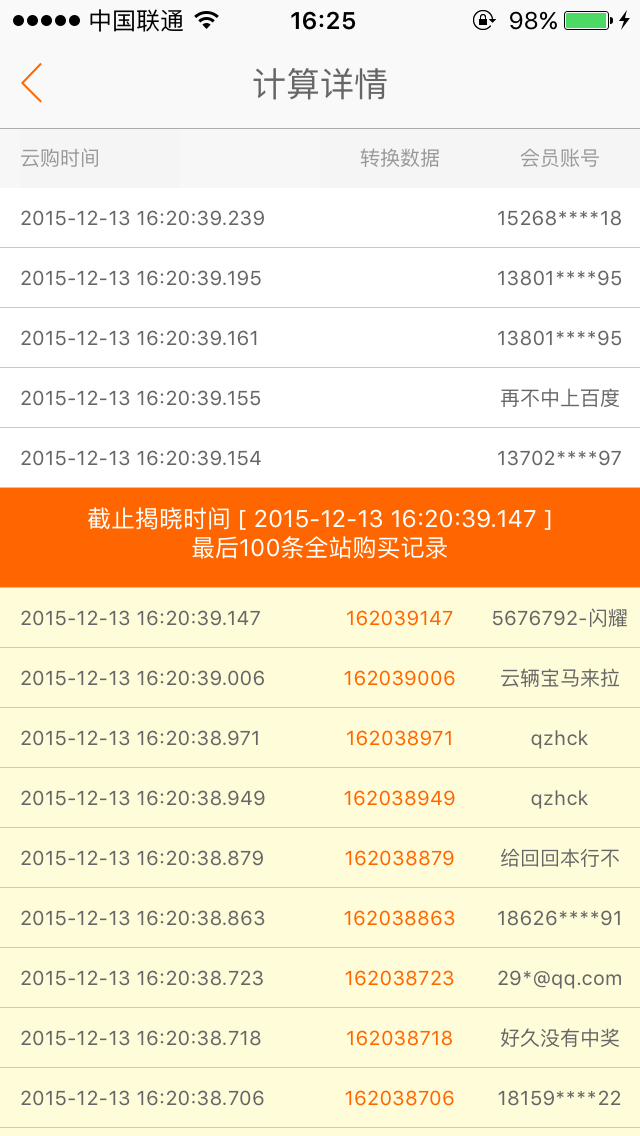 中国联通 16:25 98%
计算详情
云购时间 转换数据 会员账号
2015-12-13 16:20:39.239 15268****18
2015-12-13 16:20:39.195 13801****95
2015-12-13 16:20:39.161 13801****95
2015-12-13 16:20:39.155 再不中上百度
2015-12-13 16:20:39.154 13702****97
截止揭晓时间 [ 2015-12-13 16:20:39.147 ]
最后100条全站购买记录
2015-12-13 16:20:39.147 162039147 5676792-闪耀
2015-12-13 16:20:39.006 162039006 云辆宝马来拉
2015-12-13 16:20:38.971 162038971 qzhck
2015-12-13 16:20:38.949 162038949 qzhck
2015-12-13 16:20:38.879 162038879 给回回本行不
2015-12-13 16:20:38.863 162038863 18626****91
2015-12-13 16:20:38.723 162038723 29*@qq.com
2015-12-13 16:20:38.718 162038718 好久没有中奖
2015-12-13 16:20:38.706 162038706 18159****22